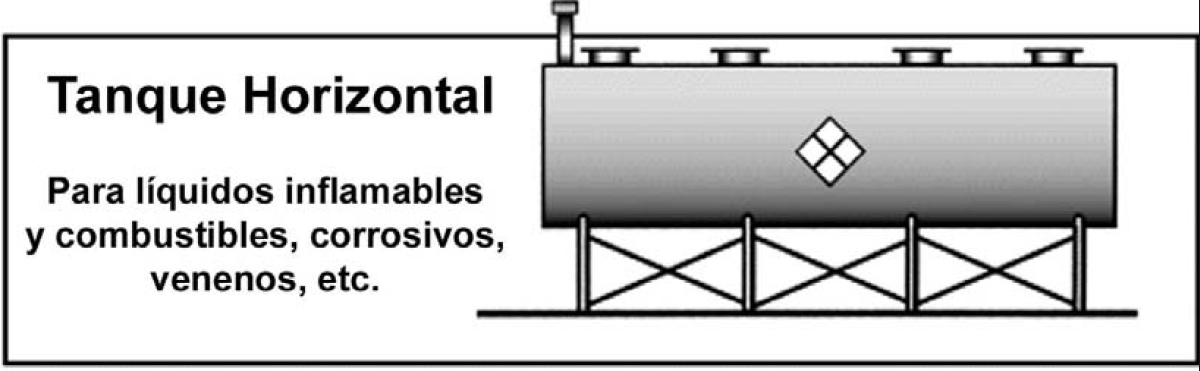 Tanque Horizontal
Para líquidos inflamables
y combustibles, corrosivos,
venenos, etc.